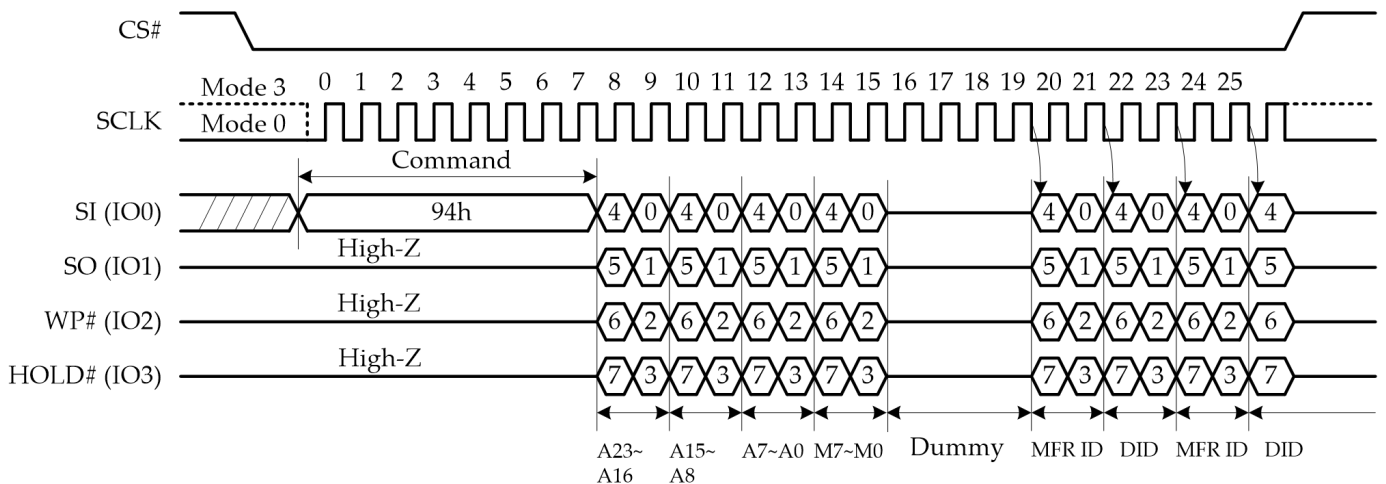 CS#
0 1 2 3 4 5 6 7 8 9 10 11 12 13 14 15 16 17 18 19 20 21 22 23 24 25
Mode 3
SCLK
Mode 0
Command
SI (IO0) 94h 4 0 4 0 4 0 4 0 4 0 4 0 4 0 4
High-Z
SO (IO1) 5 1 5 1 5 1 5 1 5 1 5 1 5 1 5
High-Z
WP# (IO2) 6 2 6 2 6 2 6 2 6 2 6 2 6 2 6
High-Z
HOLD# (IO3) 7 3 7 3 7 3 7 3 7 3 7 3 7 3 7
A23~
A16
A15~
A8
A7~A0 M7~M0 Dummy MFR ID DID MFR ID DID